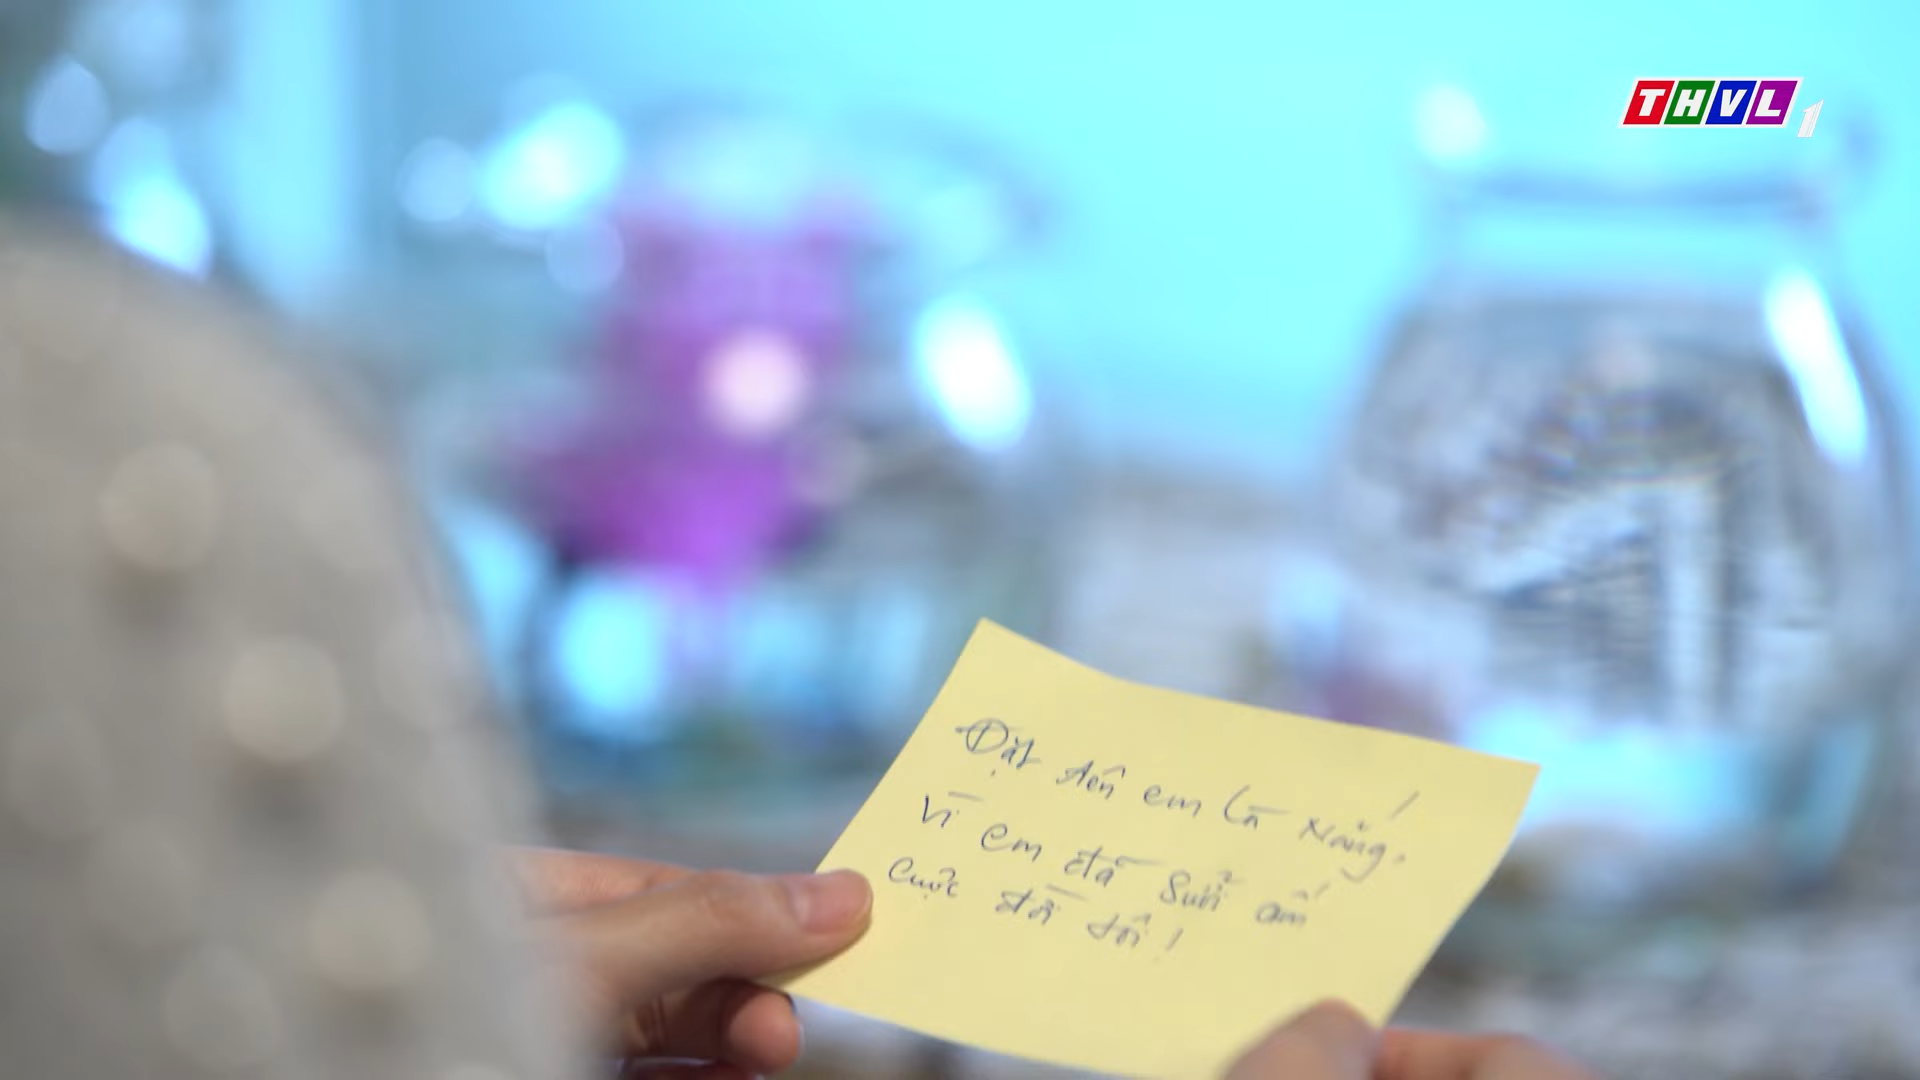 THVL1
Đặt tên em là Nắng,
Vì em đã Sưởi ấm
Cuộc đời tôi!